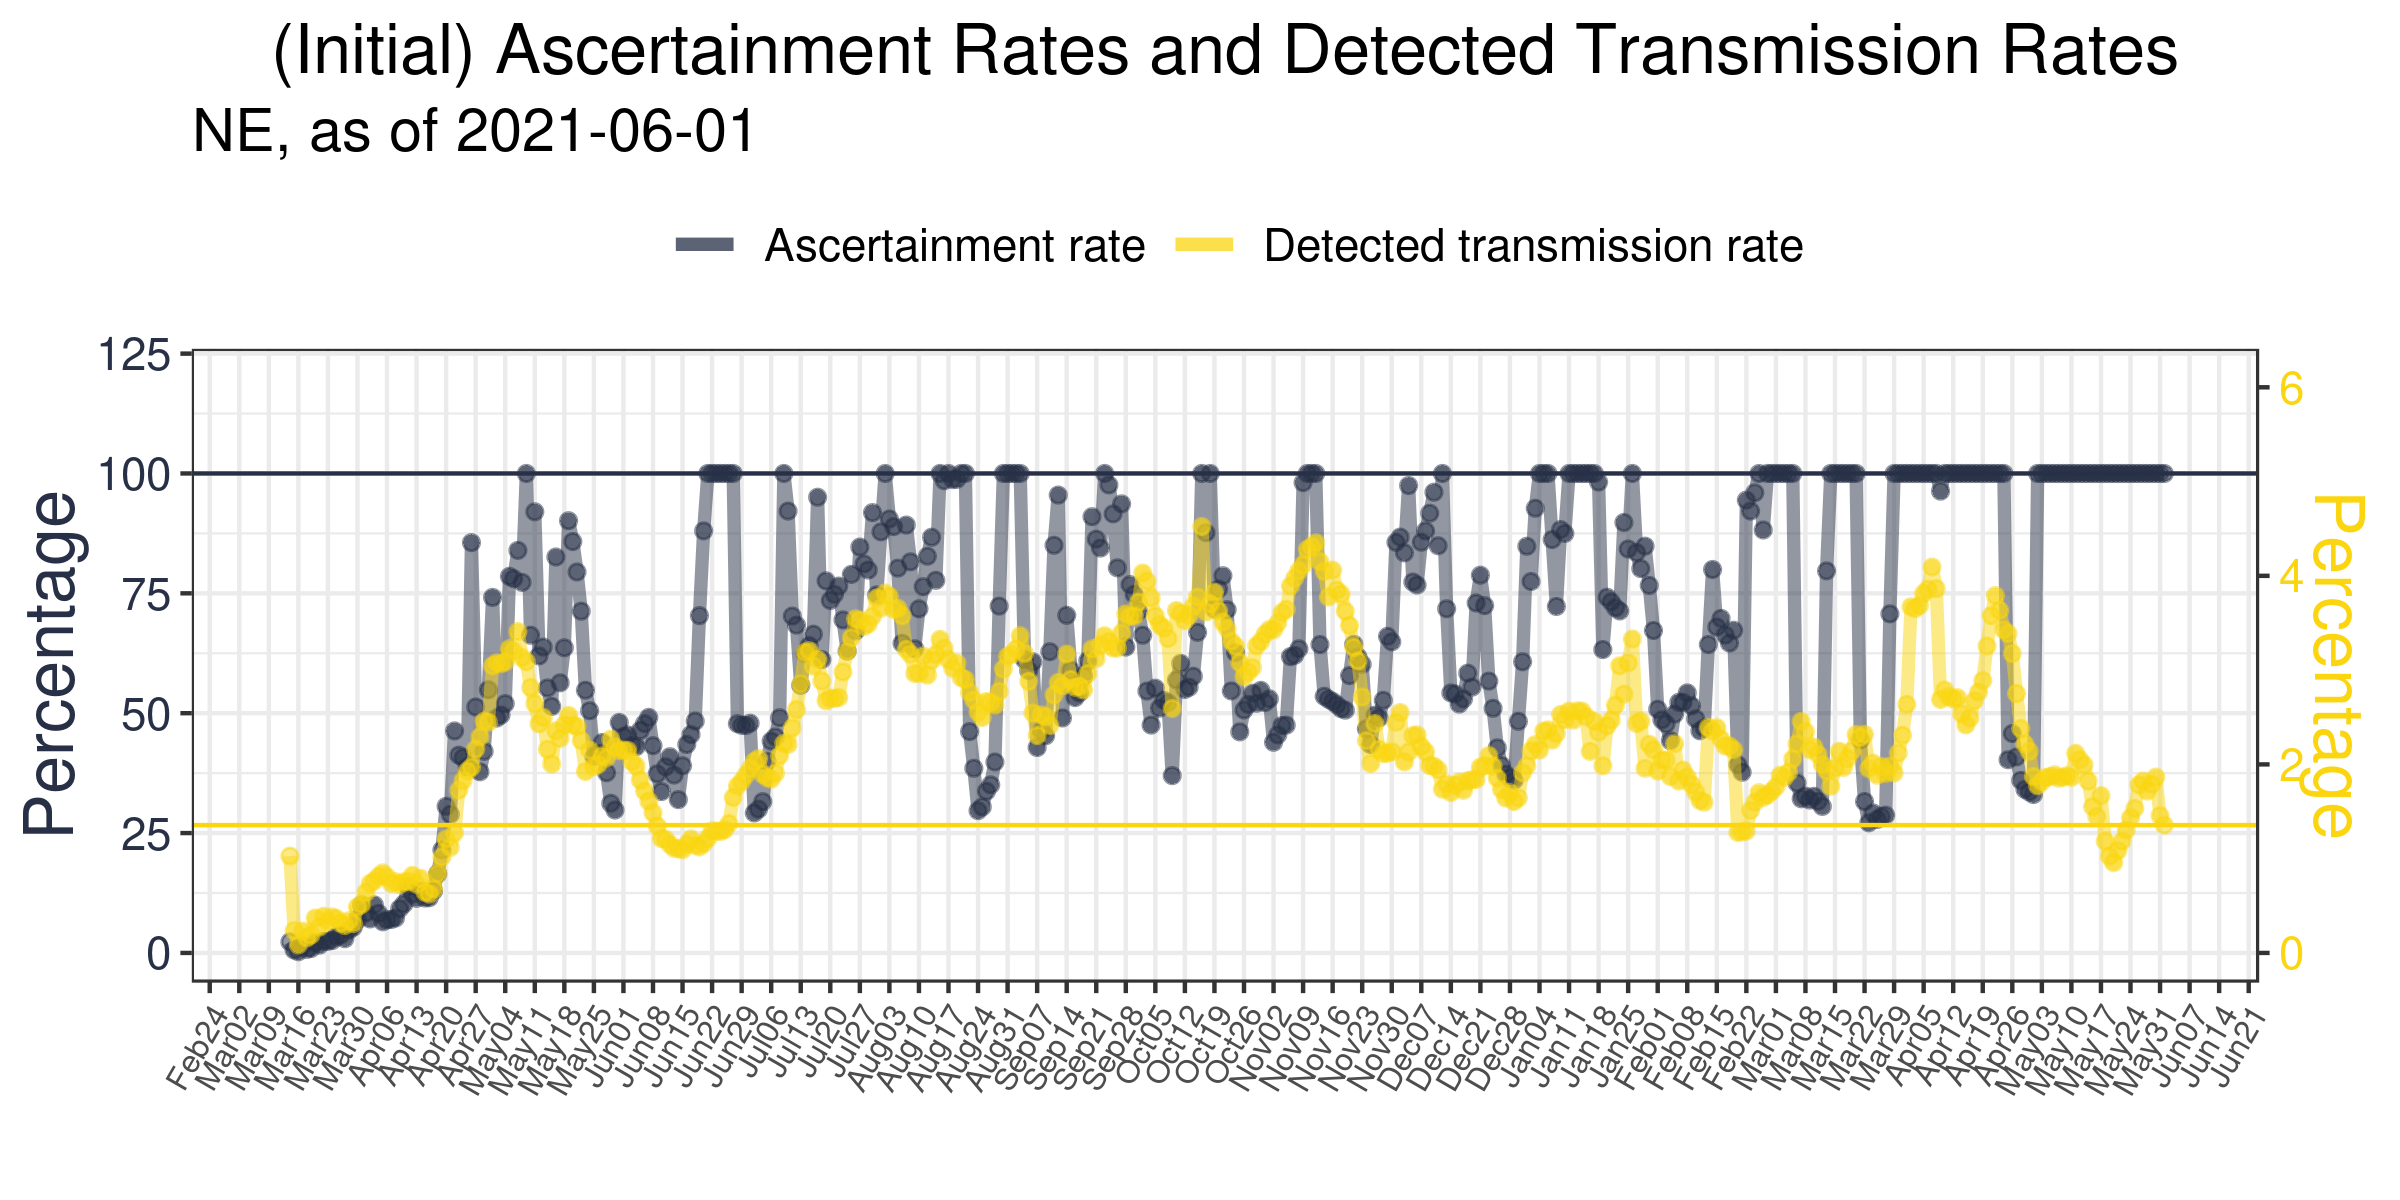 (Initial) Ascertainment Rates and Detected Transmission Rates
NE, as of 2021-06-01
Ascertainment rate
Detected transmission rate
Percentage
125
100
75
50
25
0
6
4
2
0
Percentage
Feb24
Mar02
Mar09
Mar16
Mar23
Mar30
Apr06
Apr13
Apr20
Apr27
May04
May11
May18
May25
Jun01
Jun08
Jun15
Jun22
Jun29
Jul06
Jul13
Jul20
Jul27
Aug03
Aug10
Aug17
Aug24
Aug31
Sep07
Sep14
Sep21
Sep28
Oct05
Oct12
Oct19
Oct26
Nov02
Nov09
Nov16
Nov23
Nov30
Dec07
Dec14
Dec21
Dec28
Jan04
Jan11
Jan18
Jan25
Feb01
Feb08
Feb15
Feb22
Mar01
Mar08
Mar15
Mar22
Mar29
Apr05
Apr12
Apr19
Apr26
May03
May10
May17
May24
May31
Jun07
Jun14
Jun21